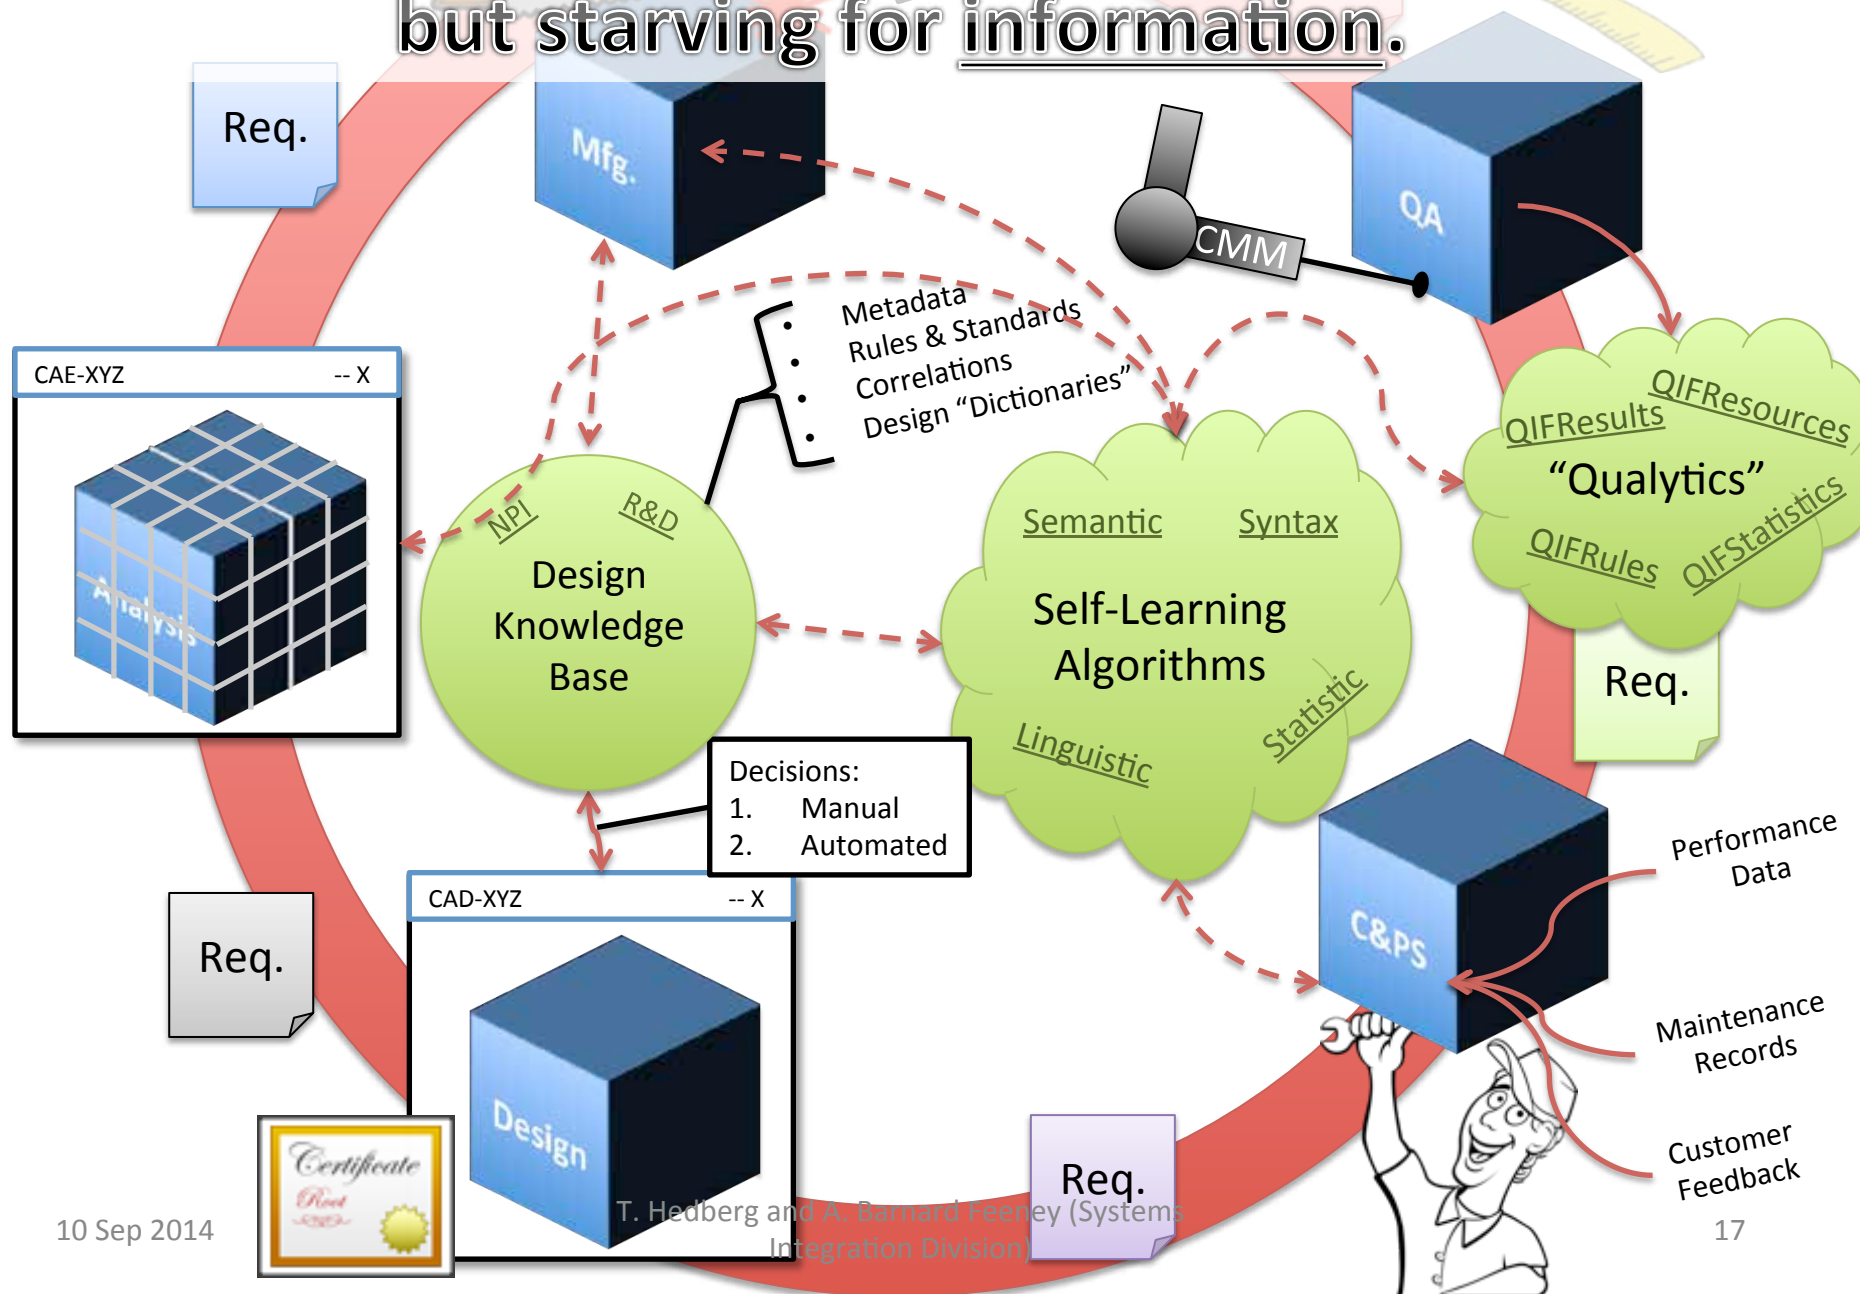 but starving for information.
Req.
Mfg.
QA
CMM
Metadata
Rules & Standards
Correlations
Design “Dictionaries”
CAE-XYZ -- X
Analysis
NPI
R&D
Design
Knowledge
Base
Semantic Syntax
Self-Learning
Algorithms
Linguistic
Statistic
QIFResources
QIFResults
“Qualytics”
QIFStatistics
QIFRules
Req.
Decisions:
1. Manual
2. Automated
CAD-XYZ -- X
Design
Req.
C&PS
Performance
Data
Maintenance
Records
Customer
Feedback
Certificate
Root
Req.
10 Sep 2014
T. Hedberg and A. Barnard Feeney (Systems
Integration Division)
17